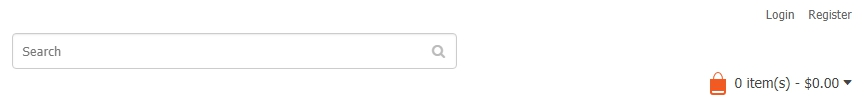 Login Register
Search
0 item(s) - $0.00